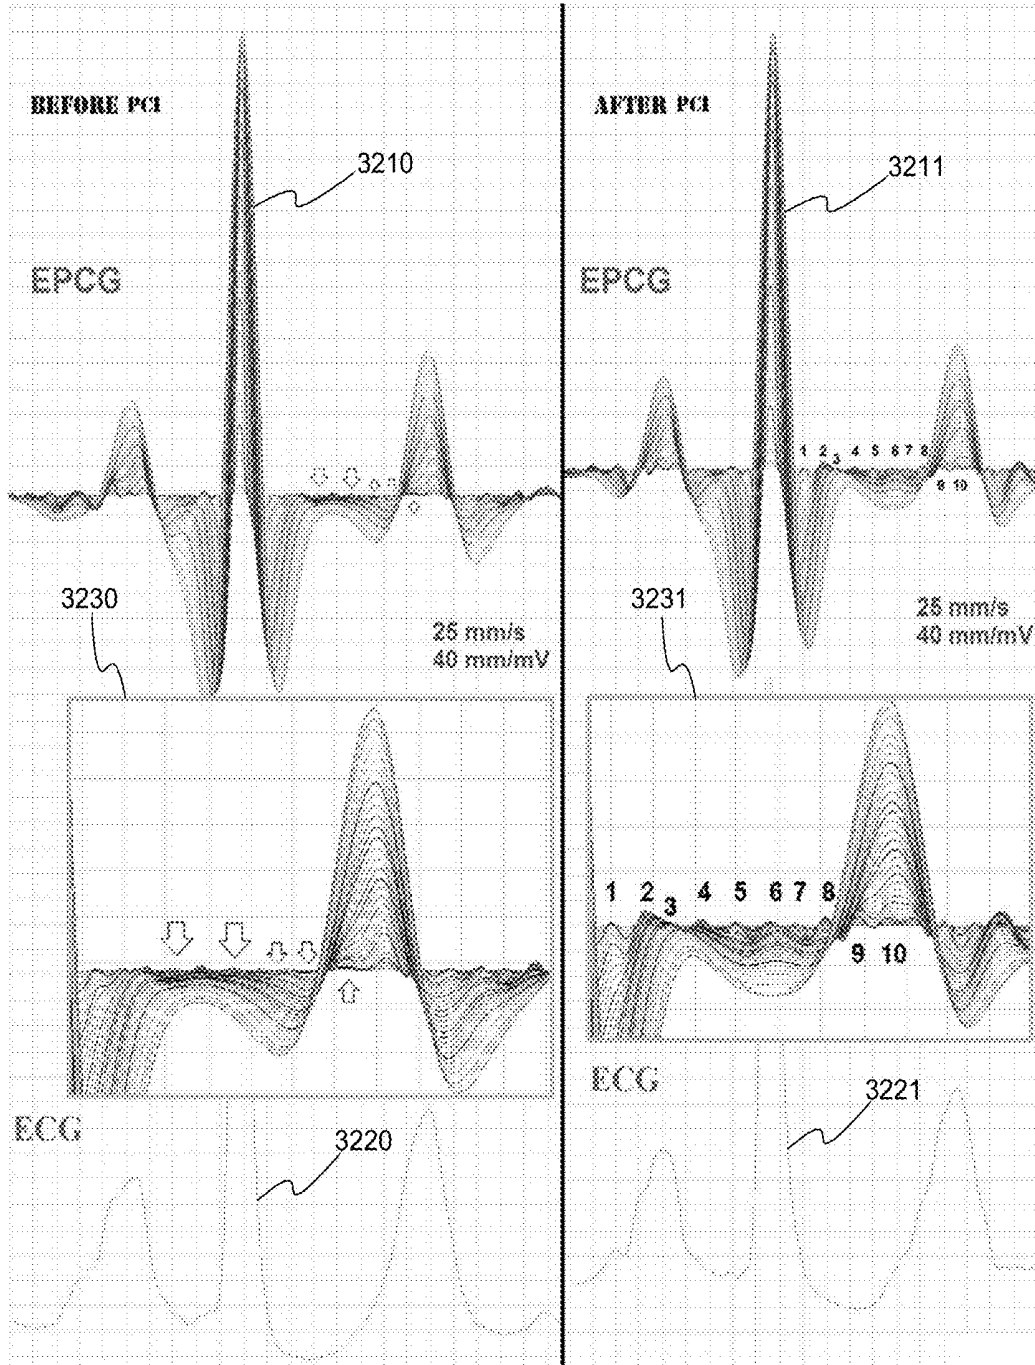 BEFORE PCI
3210
EPCG
3230
25 mm/s
40 mm/mV
ECG
3220
AFTER PCI
3211
EPCG
1 2 3 4 5 6 7 8
9 10
3231
25 mm/s
40 mm/mV
1 2 3 4 5 6 7 8
9 10
ECG
3221